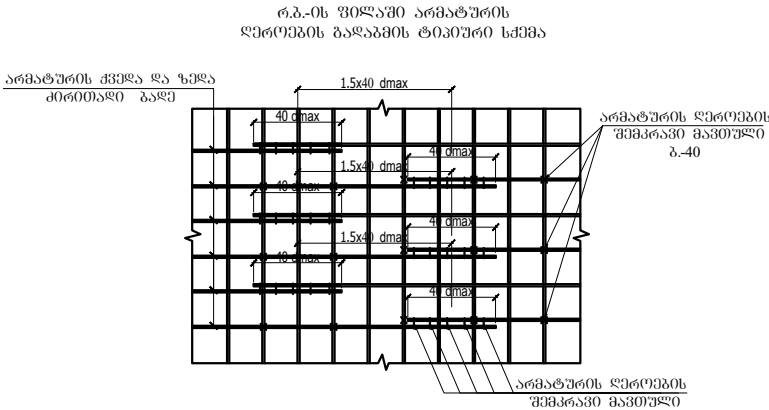 რ.ბ.-ის ფილაში არმატურის
ღეროების გადაბმის ტიპიური სქემა
არმატურის ქვედა და ზედა
ძირითადი ბადე
1.5x40 dmax
40 dmax
არმატურის ღეროების
შემკრავი მავთული
ბ.-40
40 dmax
1.5x40 dmax
40 dmax
40 dmax
1.5x40 dmax
40 dmax
40 dmax
არმატურის ღეროების
შემკრავი მავთული